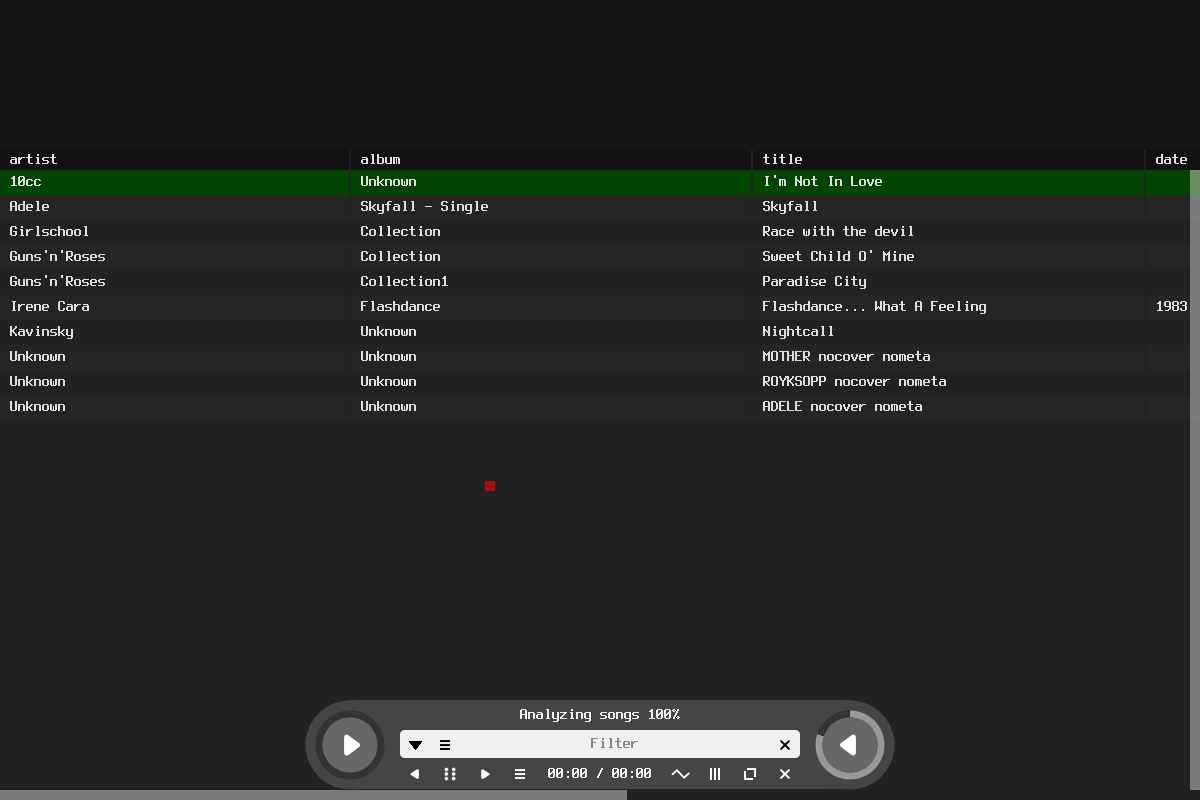 artist album title date
10cc Unknown I'm Not In Love
Adele Skyfall - Single Skyfall
Girlschool Collection Race with the devil
Guns'n'Roses Collection Sweet Child O' Mine
Guns'n'Roses Collection1 Paradise City
Irene Cara Flashdance Flashdance... What A Feeling 1983
Kavinsky Unknown Nightcall
Unknown Unknown MOTHER nocover nometa
Unknown Unknown ROYKSOPP nocover nometa
Unknown Unknown ADELE nocover nometa
Analyzing songs 100%
Filter
00:00 / 00:00